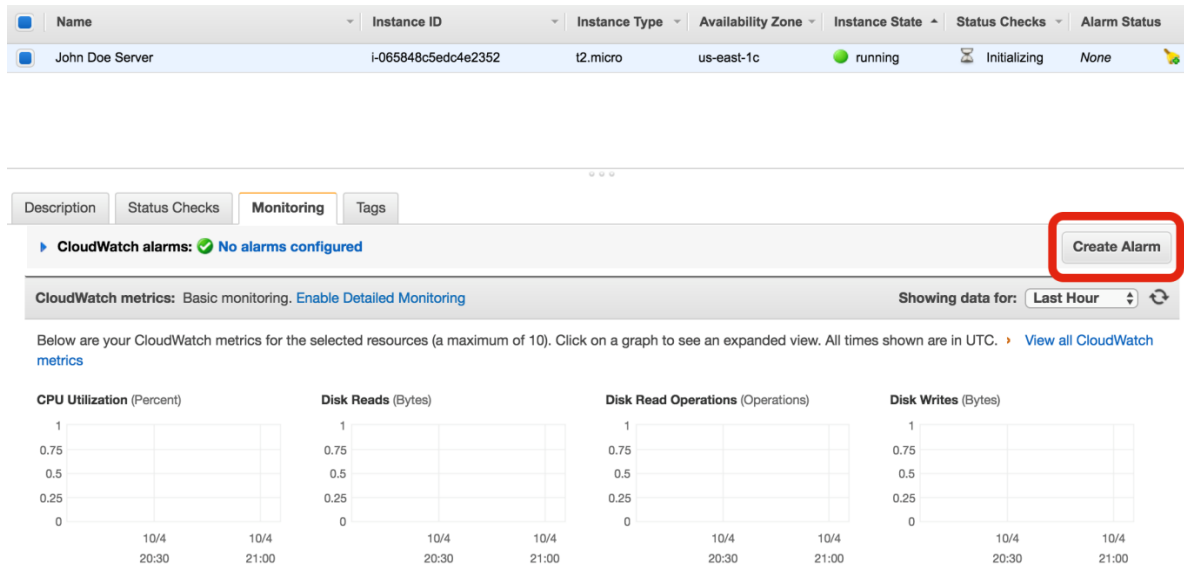 Name Instance ID Instance Type Availability Zone Instance State Status Checks Alarm Status
John Doe Server i-065848c5edc4e2352 t2.micro us-east-1c running Initializing None
Description Status Checks Monitoring Tags
CloudWatch alarms: No alarms configured Create Alarm
CloudWatch metrics: Basic monitoring. Enable Detailed Monitoring Showing data for: Last Hour
Below are your CloudWatch metrics for the selected resources (a maximum of 10). Click on a graph to see an expanded view. All times shown are in UTC. View all CloudWatch
metrics
CPU Utilization (Percent) Disk Reads (Bytes) Disk Read Operations (Operations) Disk Writes (Bytes)
1 1 1 1
0.75 0.75 0.75 0.75
0.5 0.5 0.5 0.5
0.25 0.25 0.25 0.25
0 0 0 0
10/4 10/4 10/4 10/4 10/4 10/4 10/4 10/4
20:30 21:00 20:30 21:00 20:30 21:00 20:30 21:00